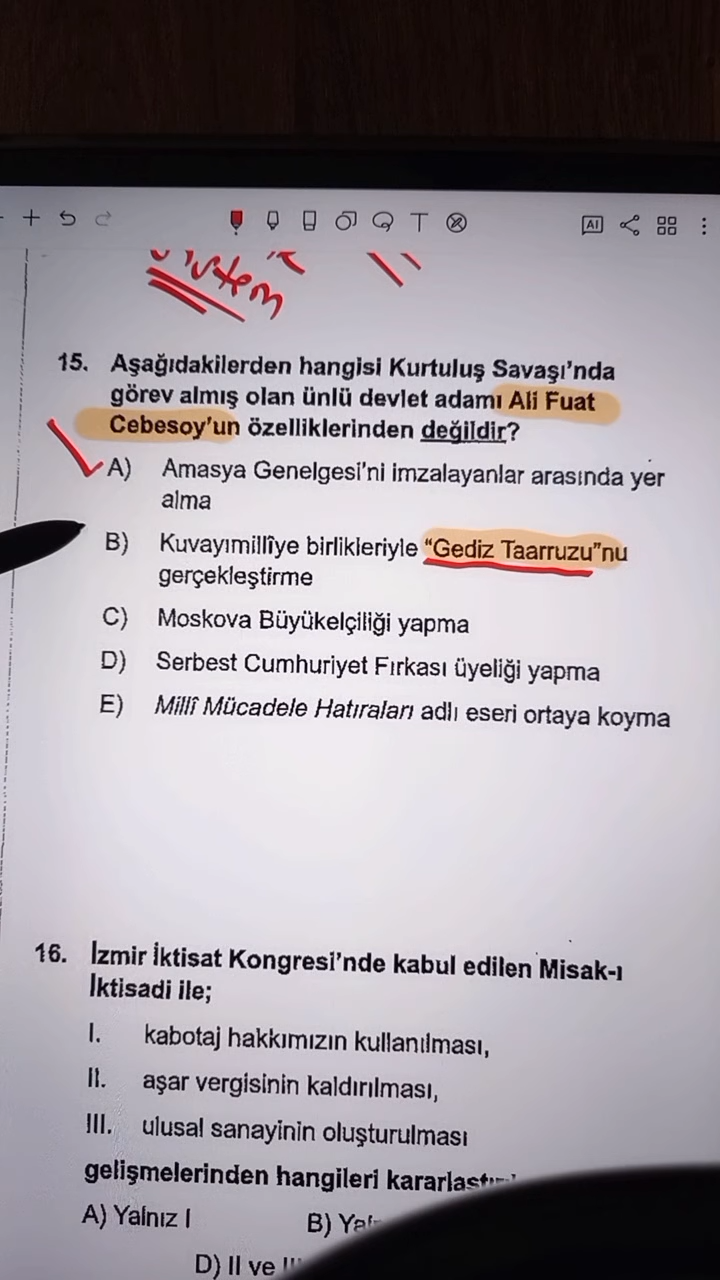 T
AI
sistem
15. Aşağıdakilerden hangisi Kurtuluş Savaşı'nda
görev almış olan ünlü devlet adamı Ali Fuat
Cebesoy'un özelliklerinden değildir?
A) Amasya Genelgesi'ni imzalayanlar arasında yer
alma
B) Kuvayımillîye birlikleriyle “Gediz Taarruzu”nu
gerçekleştirme
C) Moskova Büyükelçiliği yapma
D) Serbest Cumhuriyet Fırkası üyeliği yapma
E) Millî Mücadele Hatıraları adlı eseri ortaya koyma
16. İzmir İktisat Kongresi'nde kabul edilen Misak-ı
İktisadi ile;
I. kabotaj hakkımızın kullanılması,
II. aşar vergisinin kaldırılması,
III. ulusal sanayinin oluşturulması
gelişmelerinden hangileri
A) Yalnız I B)
D) II ve